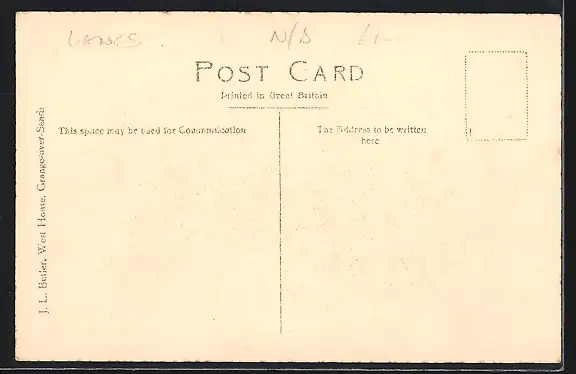 LANCS N/S £1-
POST CARD
Printed in Great Britain
This space may be used for Communication
The Address to be written
here
J. L. Butler, West House, Grange-over-Sands